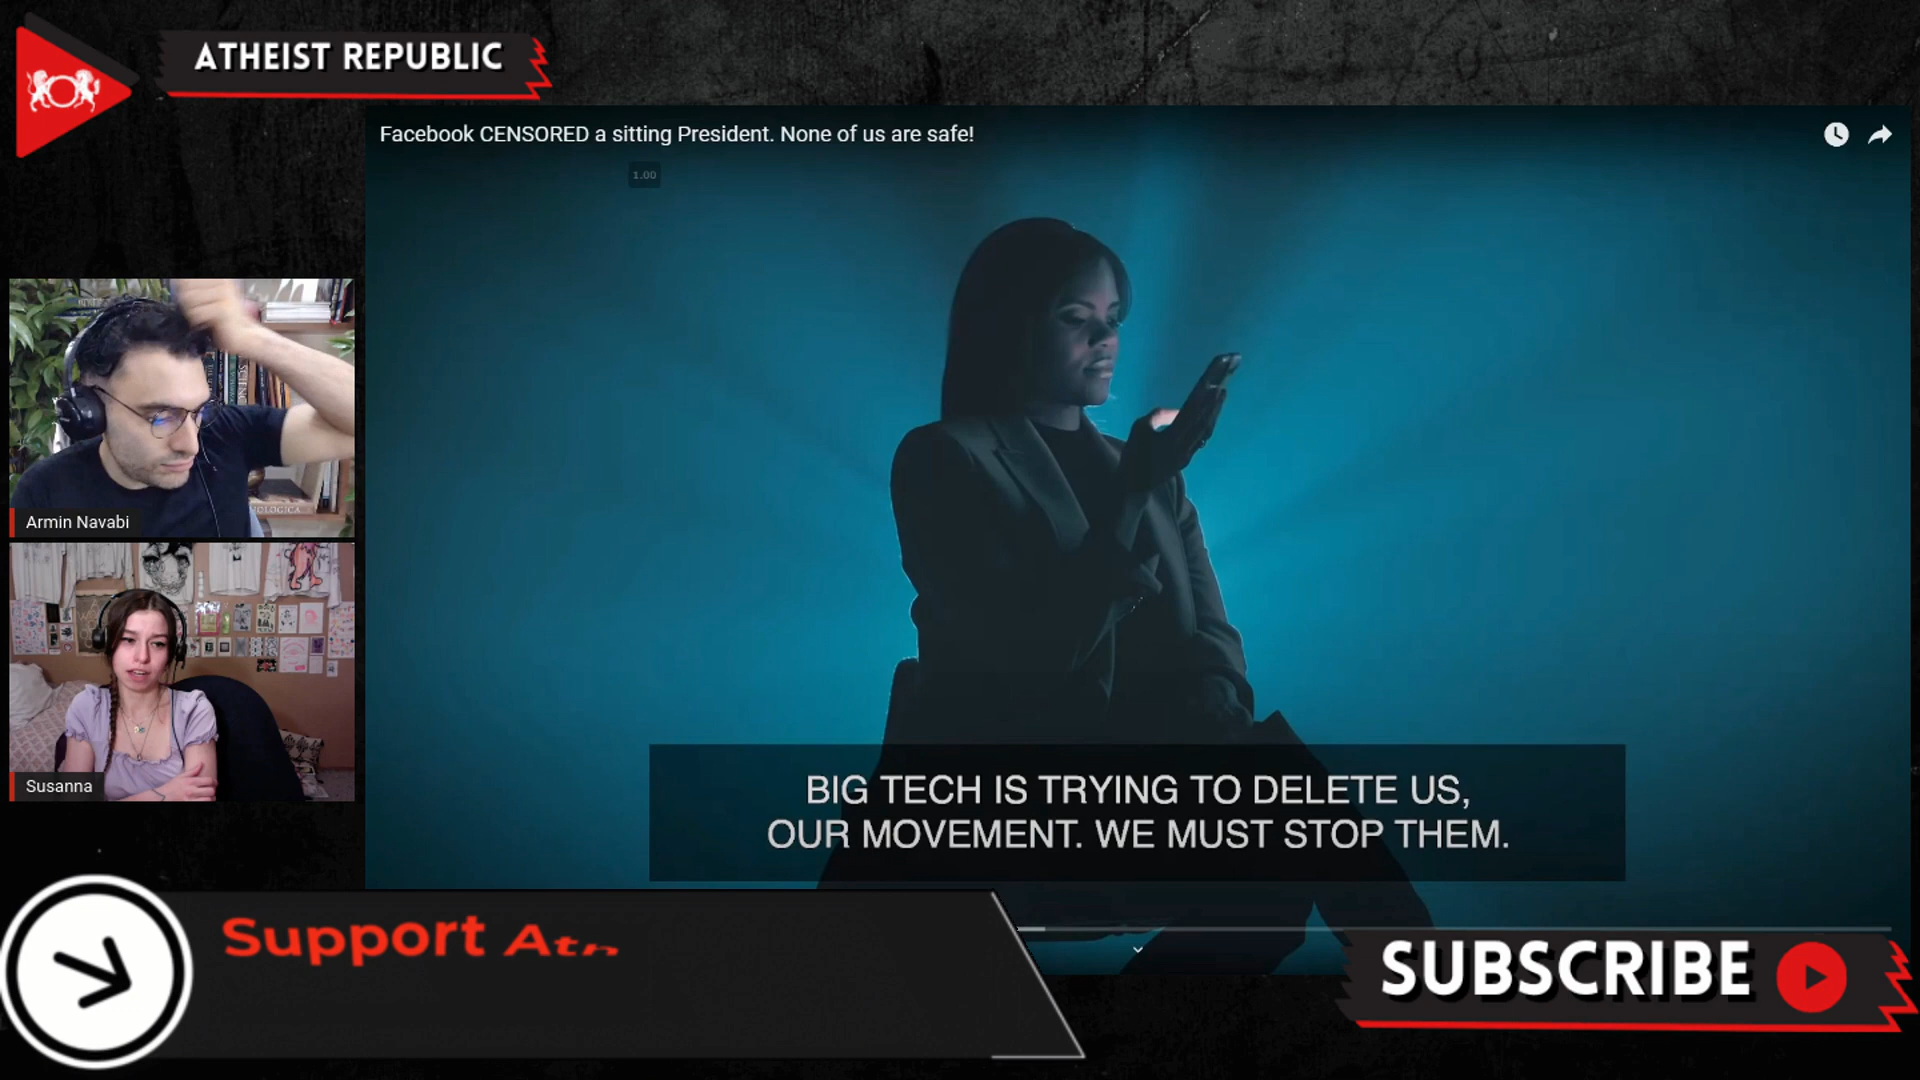 ATHEIST REPUBLIC
Facebook CENSORED a sitting President. None of us are safe!
1.00
Armin Navabi
Susanna
BIG TECH IS TRYING TO DELETE US,
OUR MOVEMENT. WE MUST STOP THEM.
Support Ath
SUBSCRIBE